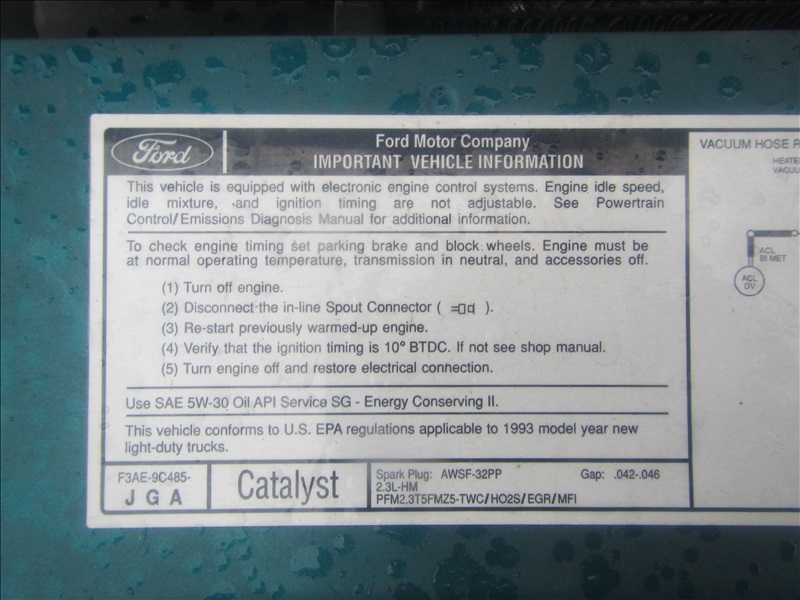 Ford
Ford Motor Company
IMPORTANT VEHICLE INFORMATION
This vehicle is equipped with electronic engine control systems. Engine idle speed,
idle mixture, and ignition timing are not adjustable. See Powertrain
Control/Emissions Diagnosis Manual for additional information.
To check engine timing set parking brake and block wheels. Engine must be
at normal operating temperature, transmission in neutral, and accessories off.
(1) Turn off engine.
(2) Disconnect the in-line Spout Connector ( ).
(3) Re-start previously warmed-up engine.
(4) Verify that the ignition timing is 10° BTDC. If not see shop manual.
(5) Turn engine off and restore electrical connection.
Use SAE 5W-30 Oil API Service SG - Energy Conserving II.
This vehicle conforms to U.S. EPA regulations applicable to 1993 model year new
light-duty trucks.
F3AE-9C485-
J G A
Catalyst
Spark Plug: AWSF-32PP Gap: .042-.046
2.3L-HM
PFM2.3T5FMZ5-TWC/HO2S/EGR/MFI
VACUUM HOSE
ACL
BI MET
ACL
DV